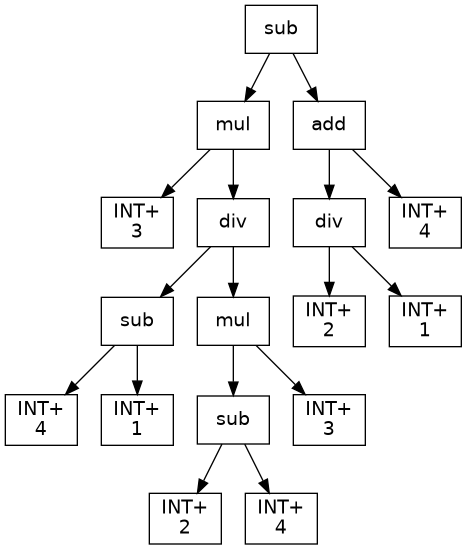 sub
mul
add
INT+
3
div
div
INT+
4
sub
mul
INT+
2
INT+
1
INT+
4
INT+
1
sub
INT+
3
INT+
2
INT+
4